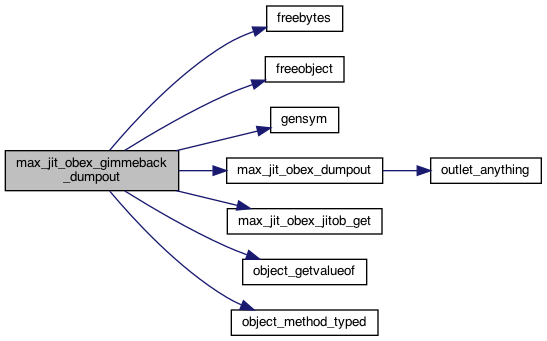 freebytes
freeobject
gensym
max_jit_obex_gimmeback
_dumpout
max_jit_obex_dumpout
outlet_anything
max_jit_obex_jitob_get
object_getvalueof
object_method_typed